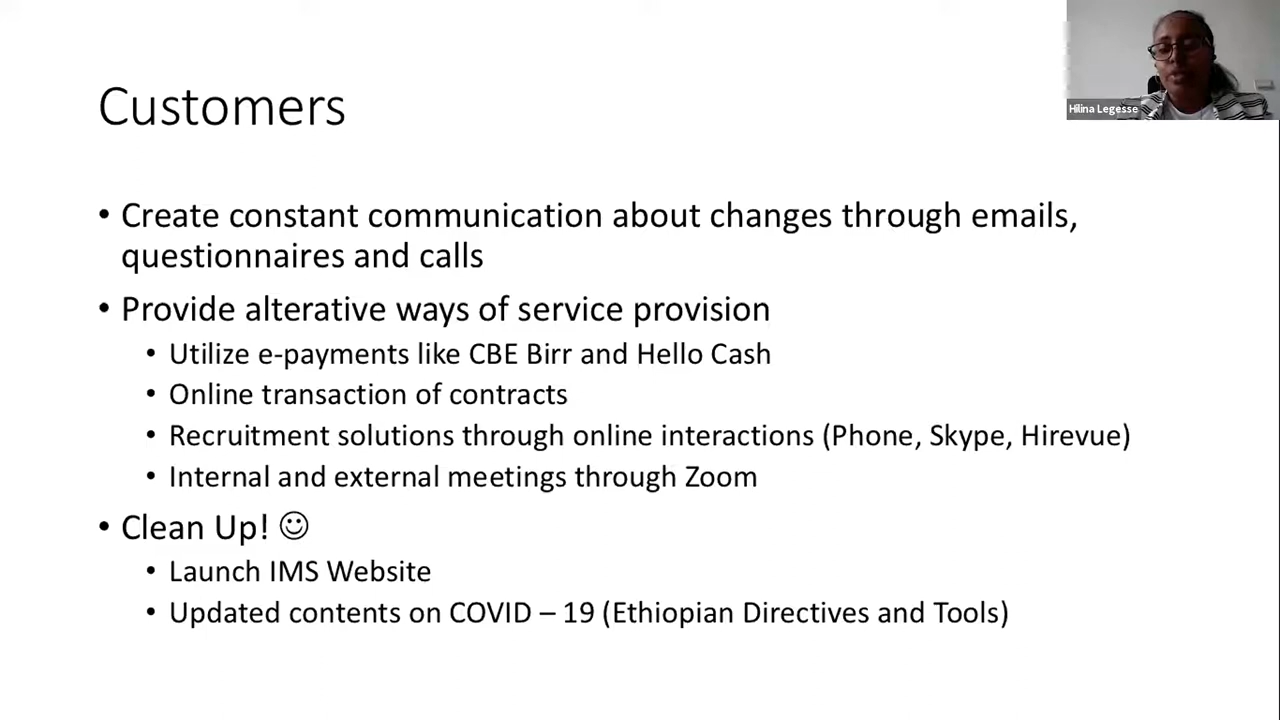 Hilina Legesse
Customers
• Create constant communication about changes through emails,
questionnaires and calls
• Provide alterative ways of service provision
• Utilize e-payments like CBE Birr and Hello Cash
• Online transaction of contracts
• Recruitment solutions through online interactions (Phone, Skype, Hirevue)
• Internal and external meetings through Zoom
• Clean Up! ☺
• Launch IMS Website
• Updated contents on COVID – 19 (Ethiopian Directives and Tools)